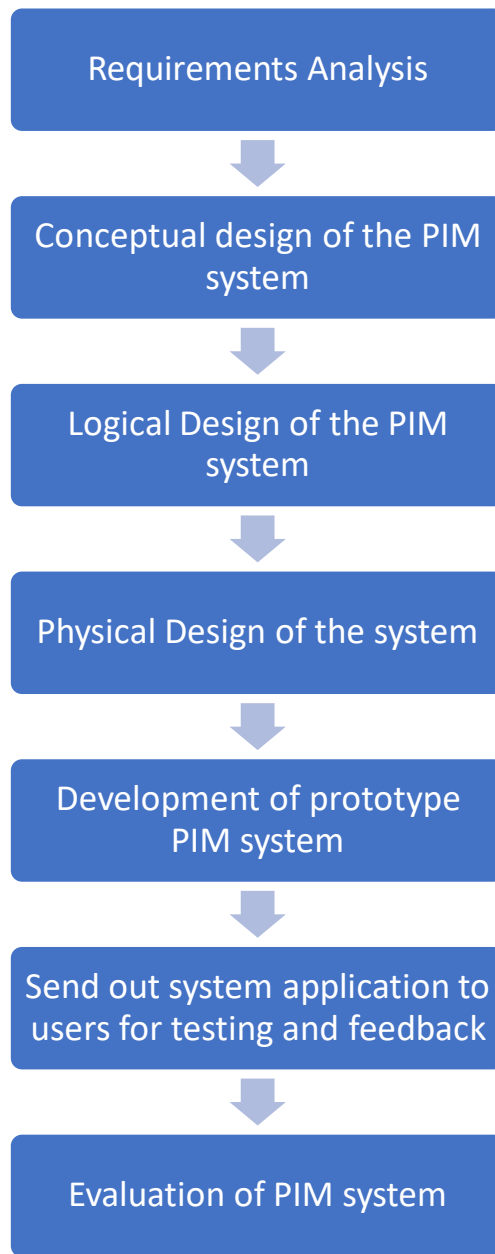 Requirements Analysis
Conceptual design of the PIM
system
Logical Design of the PIM
system
Physical Design of the system
Development of prototype
PIM system
Send out system application to
users for testing and feedback
Evaluation of PIM system